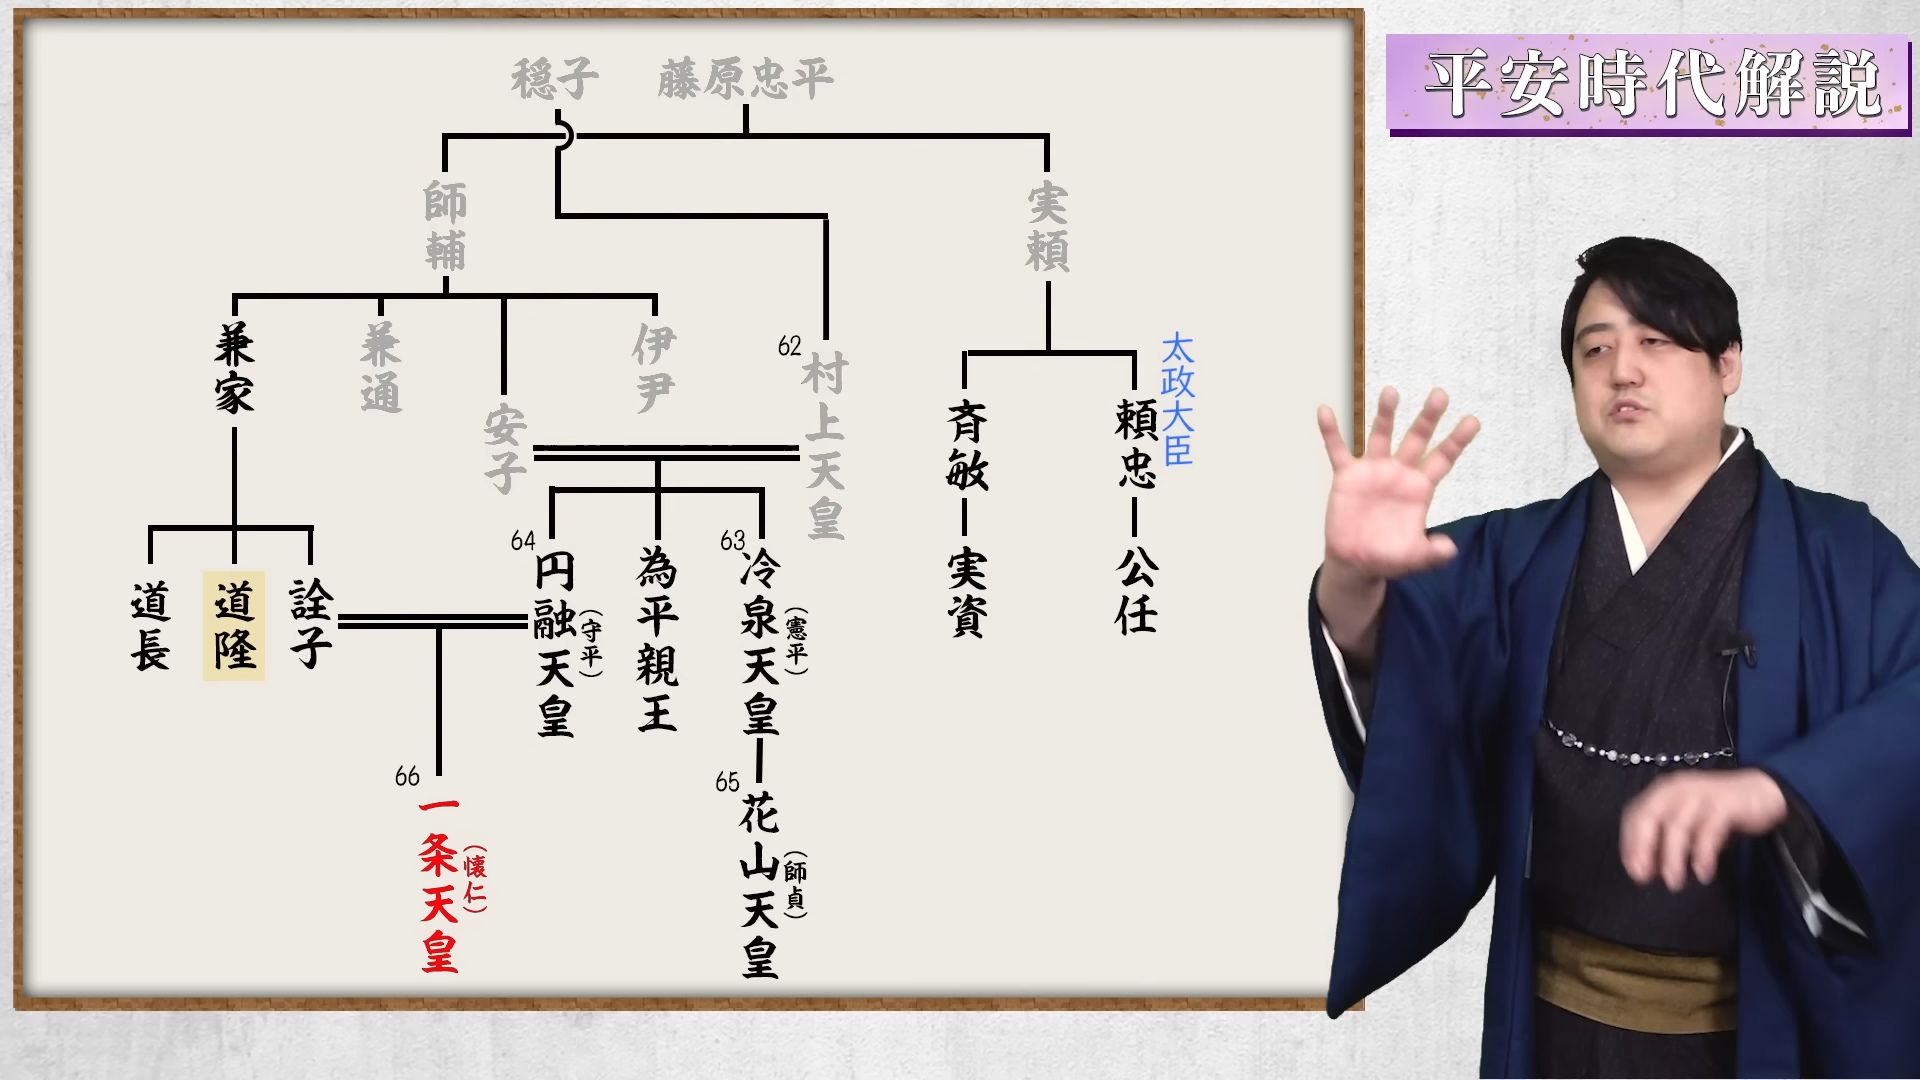 平安時代解説
穏子
藤原忠平
師輔
実頼
兼家
兼通
安子
伊尹
62
村上天皇
斉敏
頼忠
太政大臣
道長
道隆
詮子
64
円融天皇
(守平)
為平親王
63
冷泉天皇
(憲平)
実資
公任
66
一条天皇
(懐仁)
65
花山天皇
(師貞)